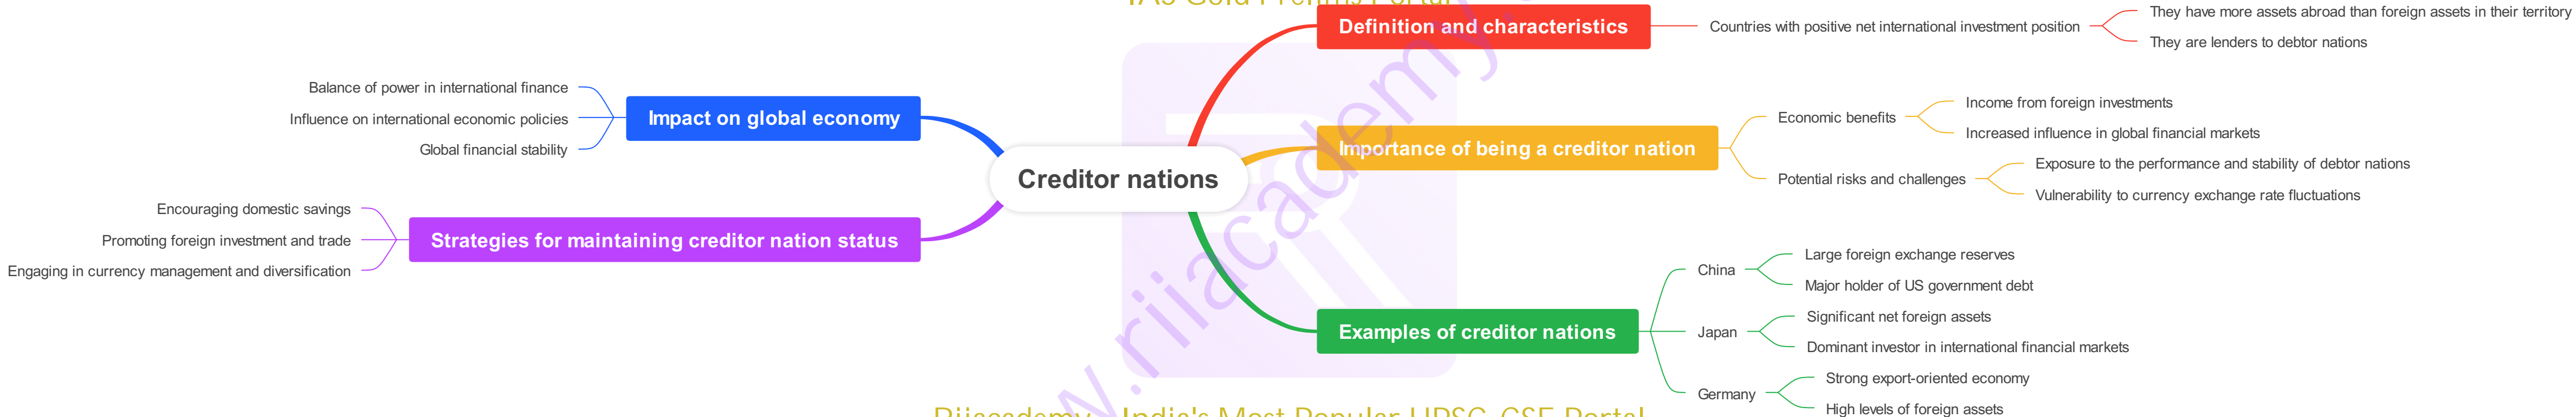 IAS Gold Prelims Portal
Definition and characteristics
Countries with positive net international investment position
They have more assets abroad than foreign assets in their territory
They are lenders to debtor nations
Importance of being a creditor nation
Economic benefits
Income from foreign investments
Increased influence in global financial markets
Potential risks and challenges
Exposure to the performance and stability of debtor nations
Vulnerability to currency exchange rate fluctuations
Examples of creditor nations
China
Large foreign exchange reserves
Major holder of US government debt
Japan
Significant net foreign assets
Dominant investor in international financial markets
Germany
Strong export-oriented economy
High levels of foreign assets
Creditor nations
Impact on global economy
Balance of power in international finance
Influence on international economic policies
Global financial stability
Strategies for maintaining creditor nation status
Encouraging domestic savings
Promoting foreign investment and trade
Engaging in currency management and diversification
w.rijiacademy.
India's Most Popular UPSC-CSE Portal